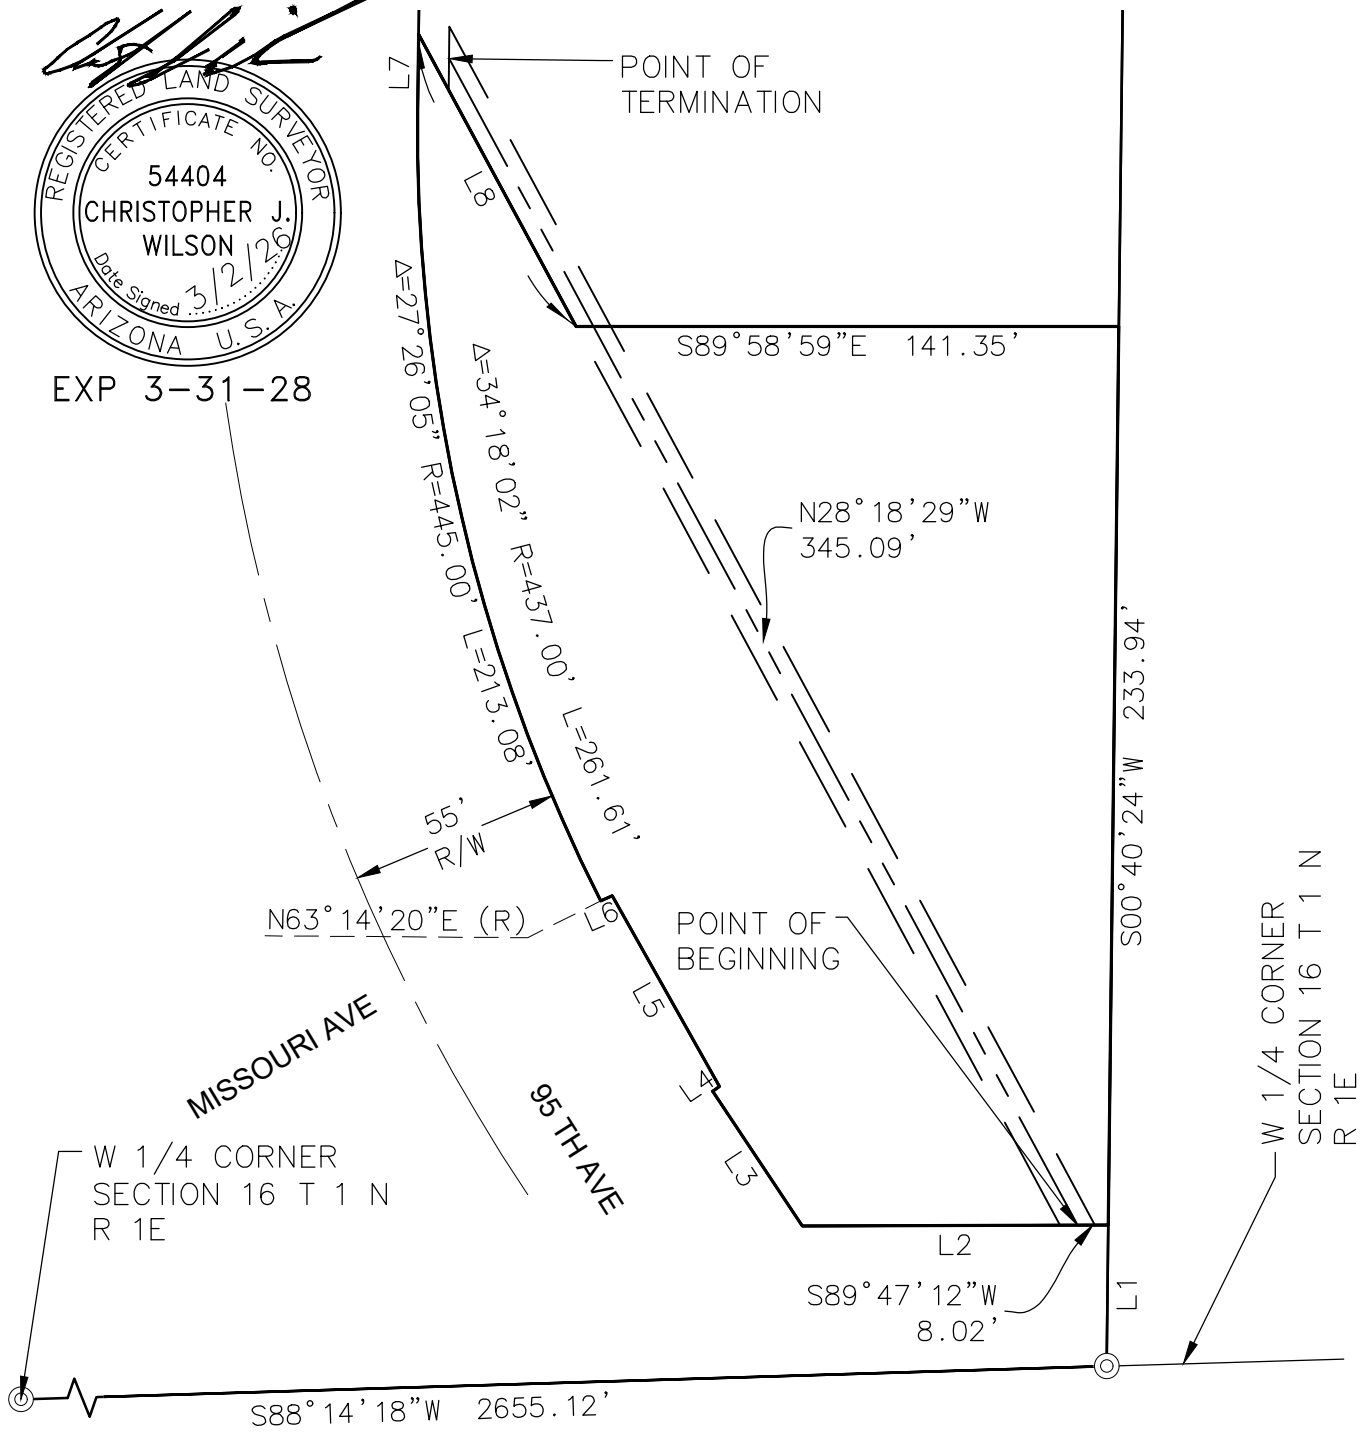 L7
POINT OF
TERMINATION
REGISTERED LAND SURVEYOR
CERTIFICATE NO.
54404
CHRISTOPHER J.
WILSON
Date Signed 3/2/26
ARIZONA U.S.A.
EXP 3-31-28
L8
S89°58'59"E 141.35'
Δ=27°26'05" R=445.00' L=213.08'
Δ=34°18'02" R=437.00' L=261.61'
N28°18'29"W
345.09'
S00°40'24"W 233.94'
55'
R/W
N63°14'20"E (R)
L6
POINT OF
BEGINNING
L5
L4
L3
MISSOURI AVE
95 TH AVE
W 1/4 CORNER
SECTION 16 T 1 N
R 1E
W 1/4 CORNER
SECTION 16 T 1 N
R 1E
L2
L1
S89°47'12"W
8.02'
S88°14'18"W 2655.12'